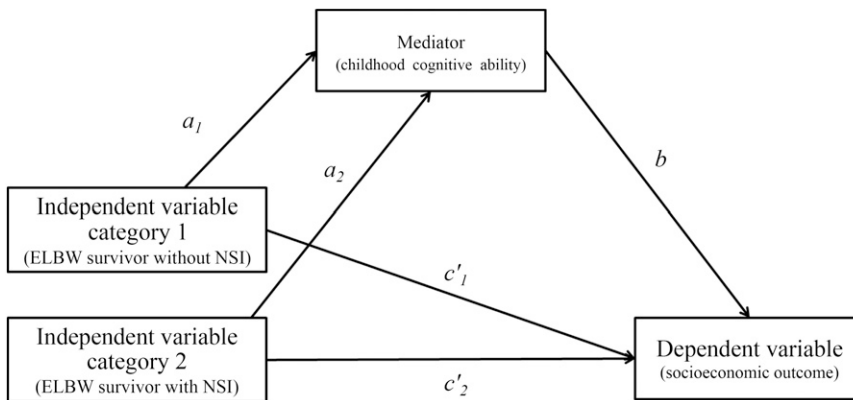 Mediator
(childhood cognitive ability)
a1
a2
b
Independent variable
category 1
(ELBW survivor without NSI)
c′1
Independent variable
category 2
(ELBW survivor with NSI)
c′2
Dependent variable
(socioeconomic outcome)